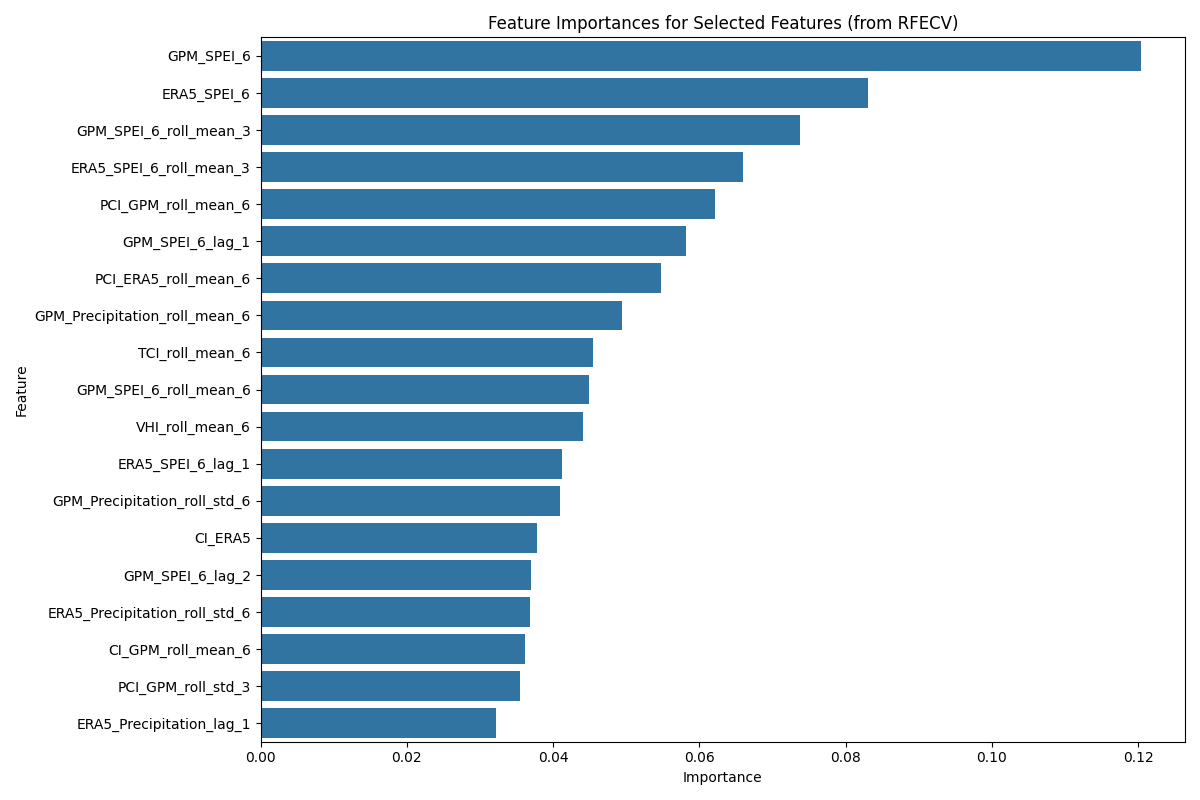 Feature Importances for Selected Features (from RFECV)
GPM_SPEI_6
ERA5_SPEI_6
GPM_SPEI_6_roll_mean_3
ERA5_SPEI_6_roll_mean_3
PCI_GPM_roll_mean_6
GPM_SPEI_6_lag_1
PCI_ERA5_roll_mean_6
GPM_Precipitation_roll_mean_6
TCI_roll_mean_6
GPM_SPEI_6_roll_mean_6
VHI_roll_mean_6
ERA5_SPEI_6_lag_1
GPM_Precipitation_roll_std_6
CI_ERA5
GPM_SPEI_6_lag_2
ERA5_Precipitation_roll_std_6
CI_GPM_roll_mean_6
PCI_GPM_roll_std_3
ERA5_Precipitation_lag_1
Feature
0.00 0.02 0.04 0.06 0.08 0.10 0.12
Importance